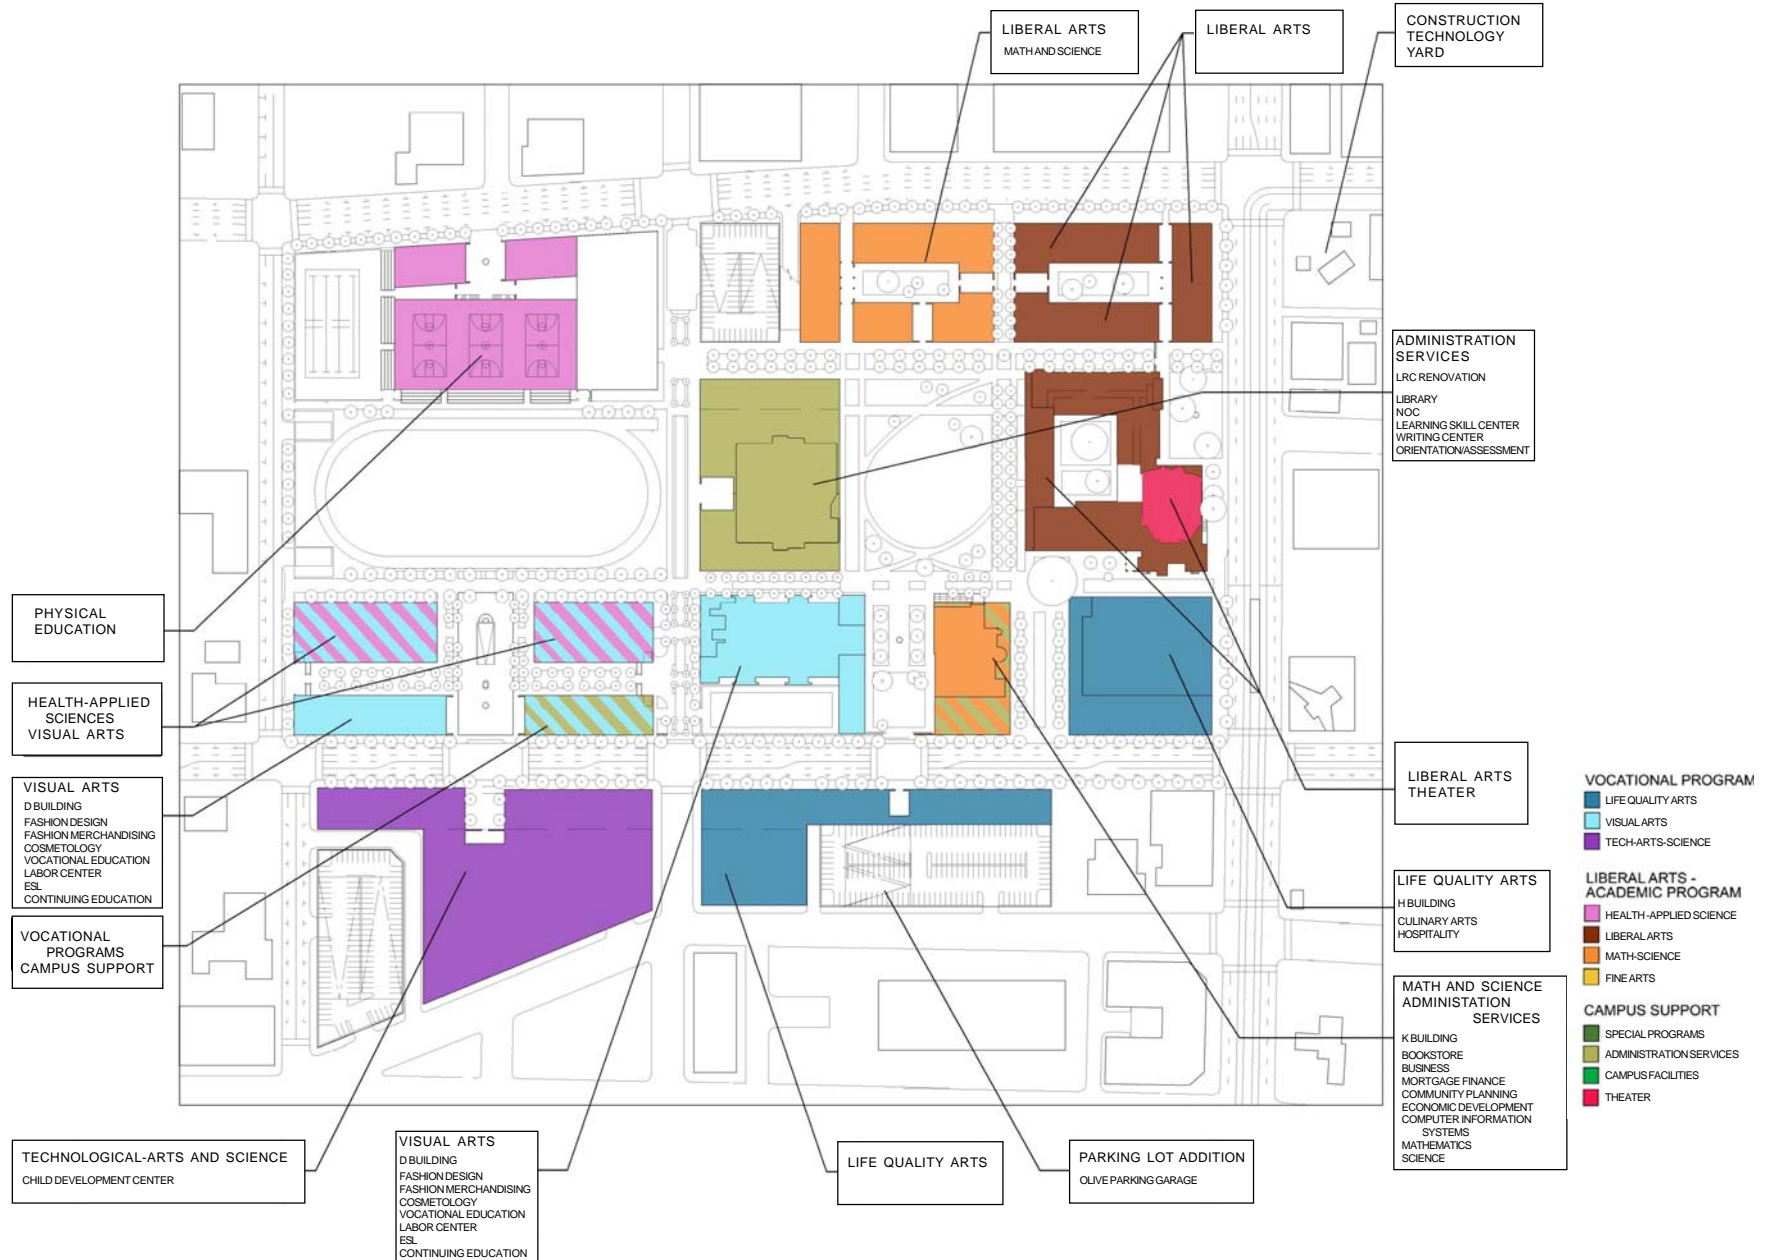 LIBERAL ARTS
MATH AND SCIENCE
LIBERAL ARTS
CONSTRUCTION
TECHNOLOGY
YARD
ADMINISTRATION
SERVICES
LRC RENOVATION
LIBRARY
NOC
LEARNING SKILL CENTER
WRITING CENTER
ORIENTATION/ASSESSMENT
PHYSICAL
EDUCATION
HEALTH-APPLIED
SCIENCES
VISUAL ARTS
VISUAL ARTS
D BUILDING
FASHION DESIGN
FASHION MERCHANDISING
COSMETOLOGY
VOCATIONAL EDUCATION
LABOR CENTER
ESL
CONTINUING EDUCATION
VOCATIONAL
PROGRAMS
CAMPUS SUPPORT
TECHNOLOGICAL-ARTS AND SCIENCE
CHILD DEVELOPMENT CENTER
VISUAL ARTS
D BUILDING
FASHION DESIGN
FASHION MERCHANDISING
COSMETOLOGY
VOCATIONAL EDUCATION
LABOR CENTER
ESL
CONTINUING EDUCATION
LIFE QUALITY ARTS
PARKING LOT ADDITION
OLIVE PARKING GARAGE
LIBERAL ARTS
THEATER
LIFE QUALITY ARTS
H BUILDING
CULINARY ARTS
HOSPITALITY
MATH AND SCIENCE
ADMINISTATION
SERVICES
K BUILDING
BOOKSTORE
BUSINESS
MORTGAGE FINANCE
COMMUNITY PLANNING
ECONOMIC DEVELOPMENT
COMPUTER INFORMATION
SYSTEMS
MATHEMATICS
SCIENCE
VOCATIONAL PROGRAM
LIFE QUALITY ARTS
VISUAL ARTS
TECH-ARTS-SCIENCE
LIBERAL ARTS -
ACADEMIC PROGRAM
HEALTH -APPLIED SCIENCE
LIBERAL ARTS
MATH-SCIENCE
FINE ARTS
CAMPUS SUPPORT
SPECIAL PROGRAMS
ADMINISTRATION SERVICES
CAMPUS FACILITIES
THEATER